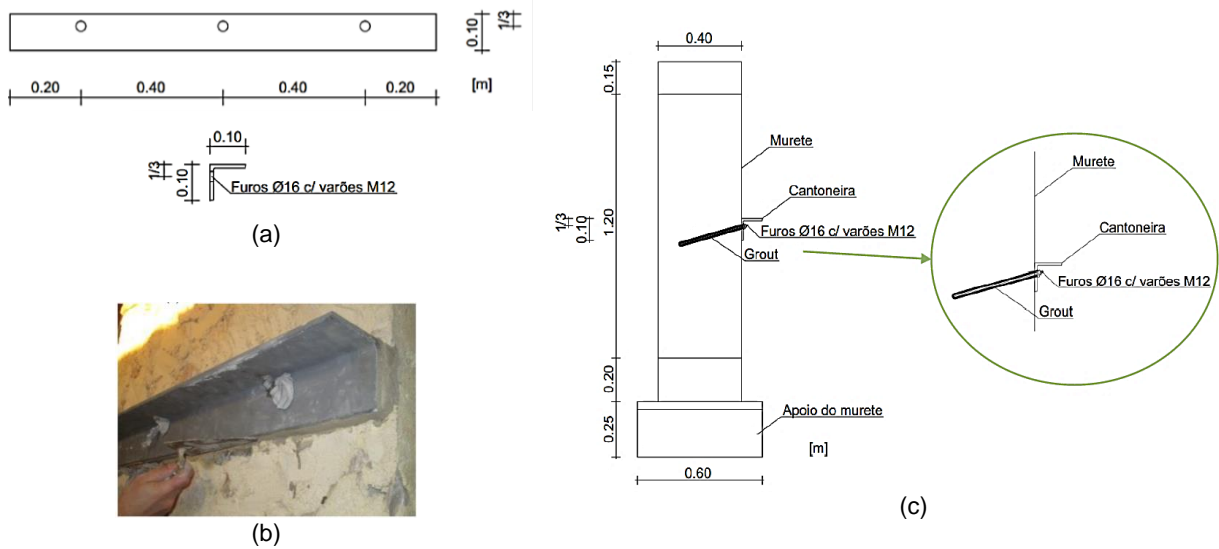 0.10
1/3
0.20
0.40
0.40
0.20
[m]
0.10
1/3
0.10
Furos Ø16 c/ varões M12
(a)
(b)
0.40
0.15
Murete
Cantoneira
1/3
0.10
1.20
Furos Ø16 c/ varões M12
Grout
0.20
0.25
Apoio do murete
[m]
0.60
Murete
Cantoneira
Furos Ø16 c/ varões M12
Grout
(c)